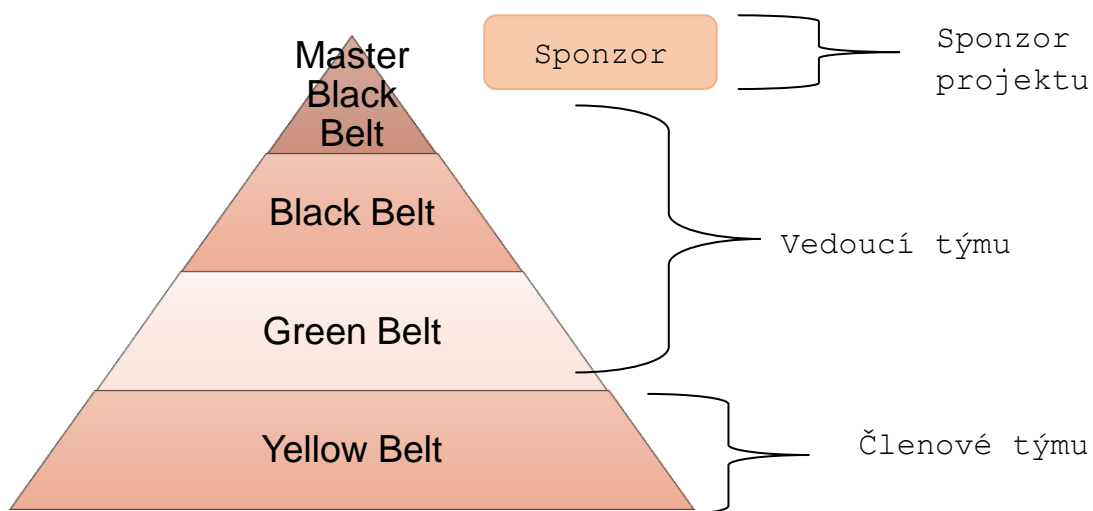 Master
Black
Belt
Sponzor
Sponzor
projektu
Black Belt
Vedoucí týmu
Green Belt
Yellow Belt
Členové týmu